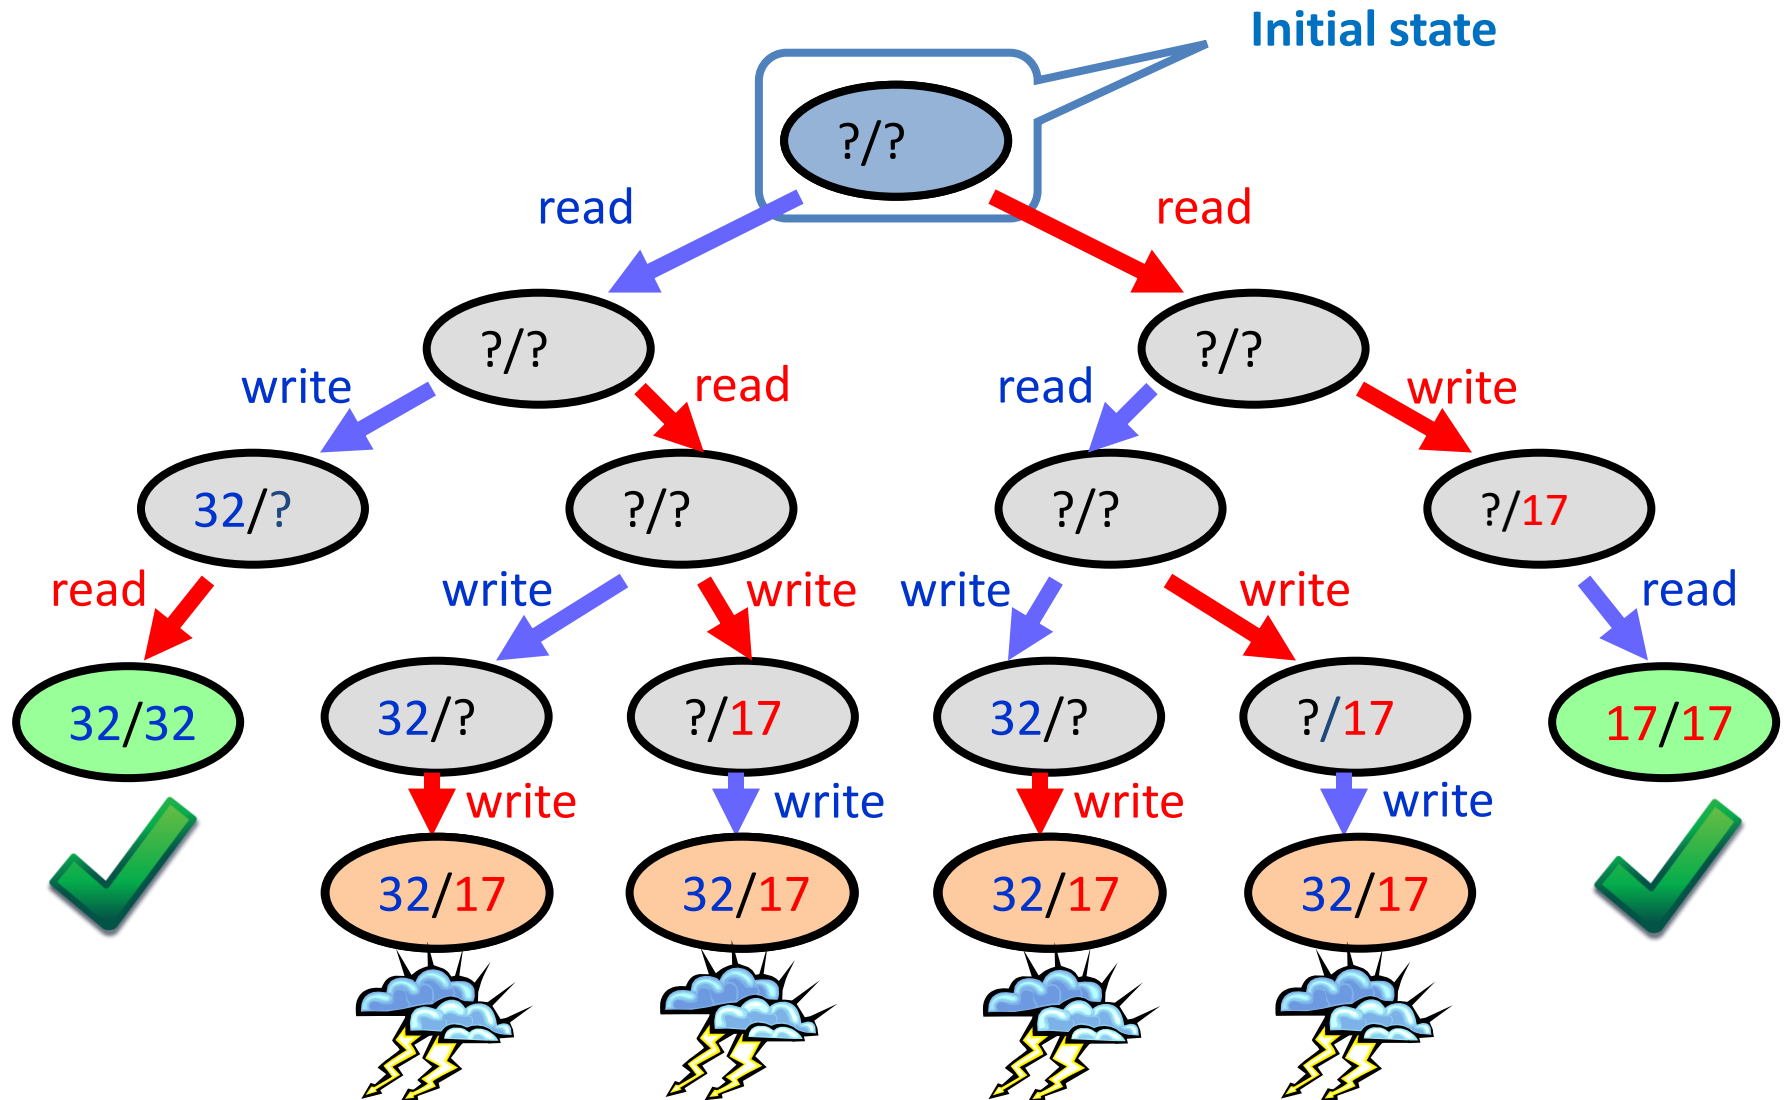 Initial state
?/?
read
read
?/?
?/?
write
read
read
write
32/?
?/?
?/?
?/17
read
write
write
write
write
read
32/32
32/?
?/17
32/?
?/17
17/17
write
write
write
write
32/17
32/17
32/17
32/17